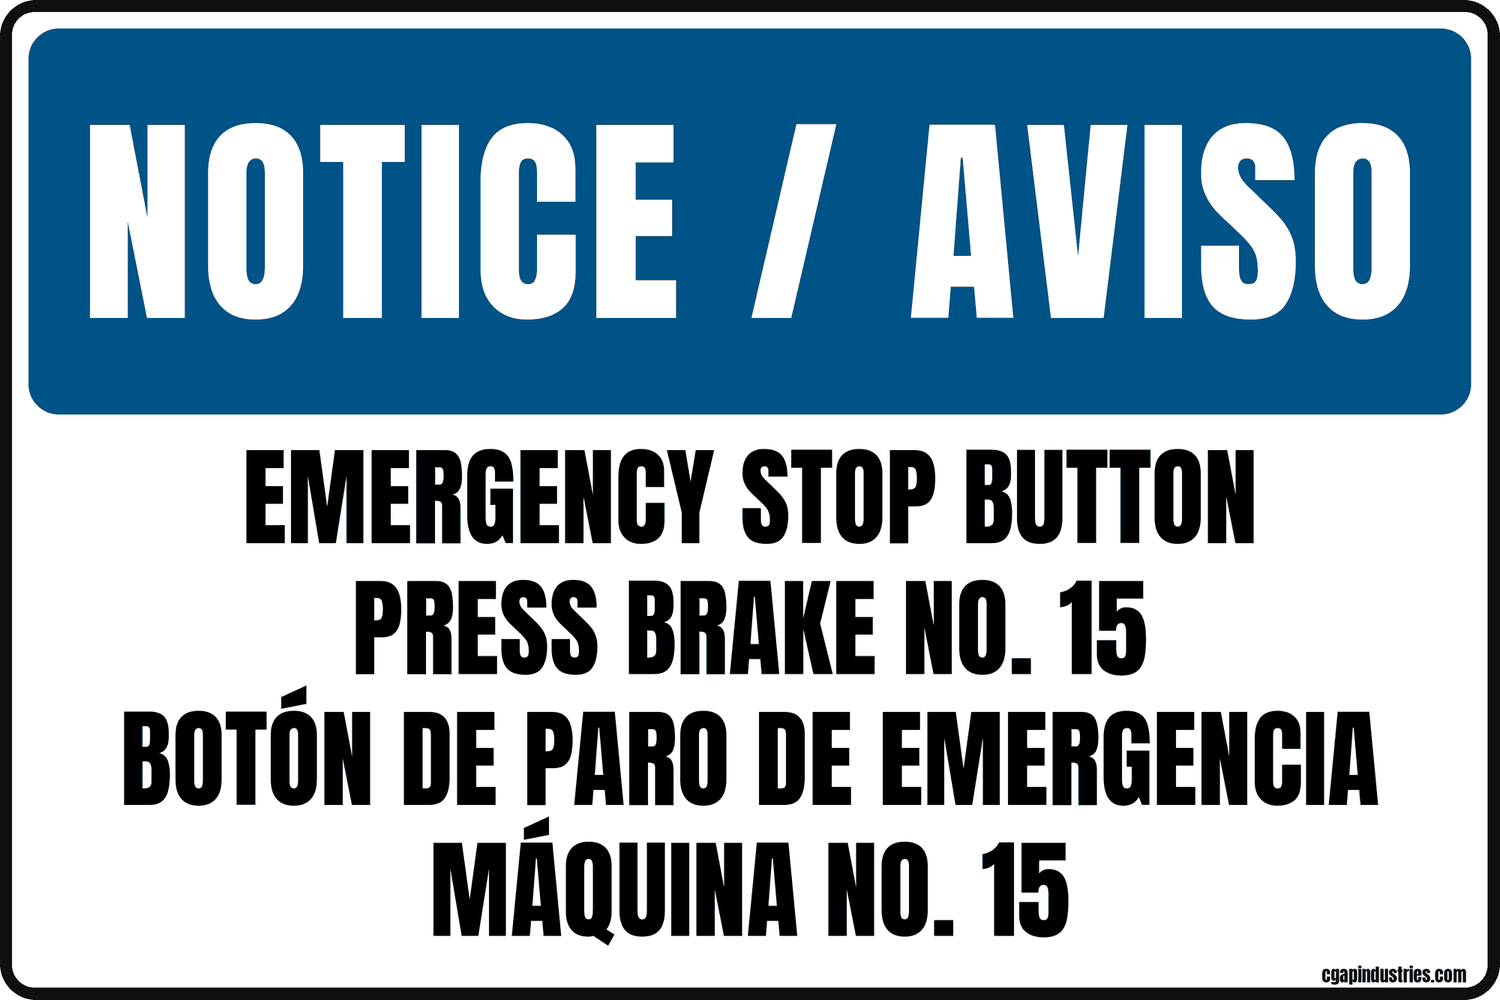 NOTICE / AVISO
EMERGENCY STOP BUTTON
PRESS BRAKE NO. 15
BOTÓN DE PARO DE EMERGENCIA
MÁQUINA NO. 15
cgapindustries.com